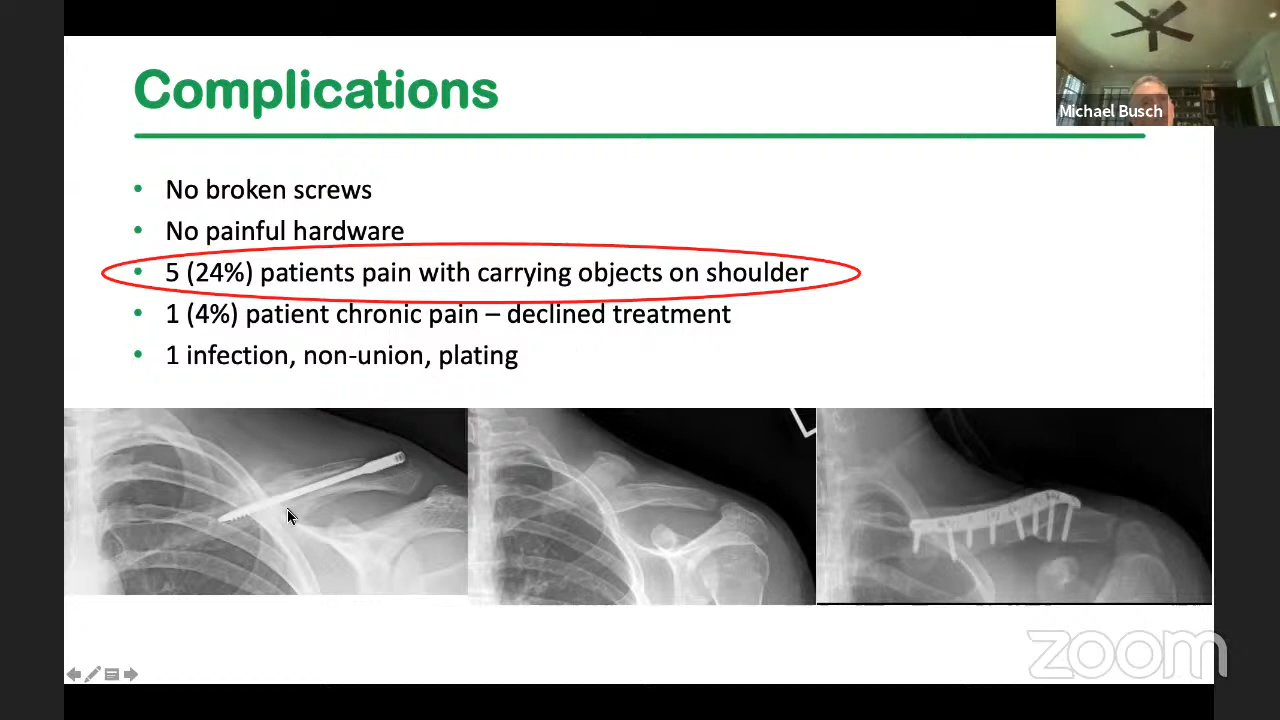 Complications
Michael Busch
• No broken screws
• No painful hardware
• 5 (24%) patients pain with carrying objects on shoulder
• 1 (4%) patient chronic pain – declined treatment
• 1 infection, non-union, plating
zoom